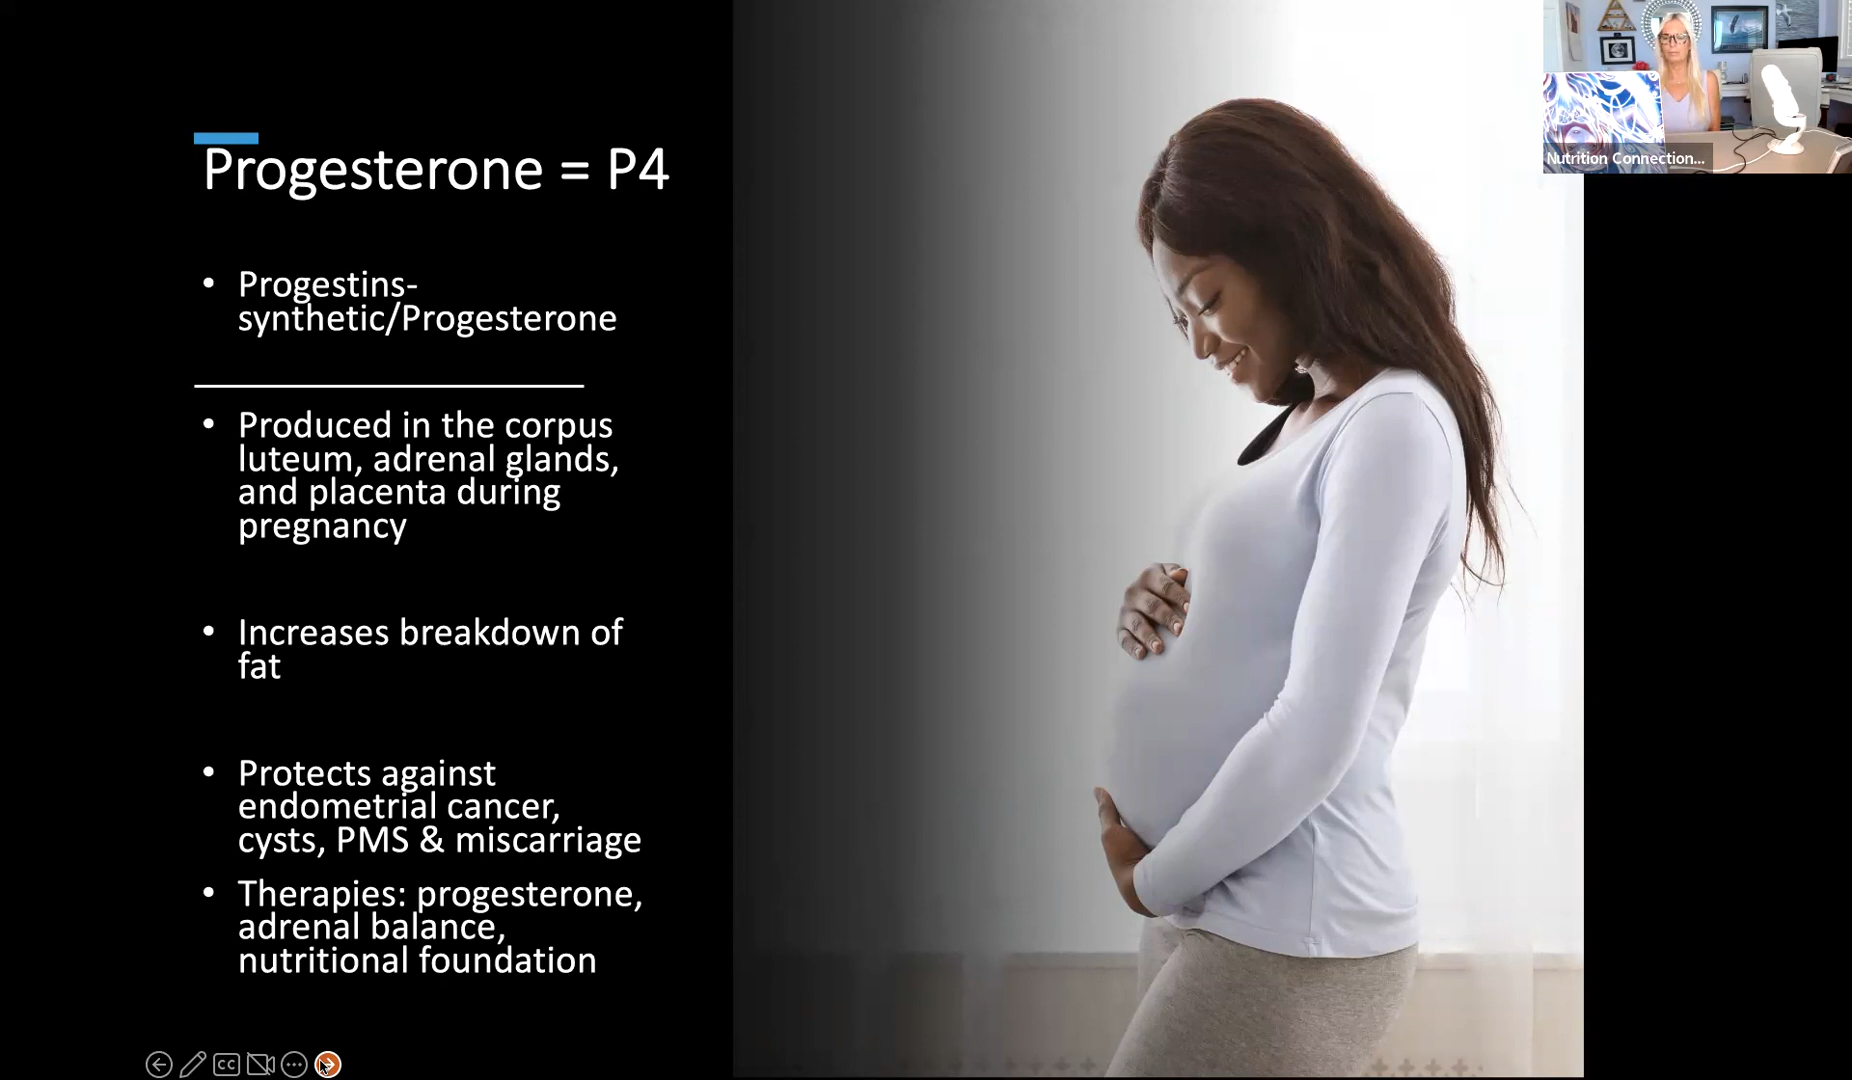 Progesterone = P4
• Progestins-
synthetic/Progesterone
• Produced in the corpus
luteum, adrenal glands,
and placenta during
pregnancy
• Increases breakdown of
fat
• Protects against
endometrial cancer,
cysts, PMS & miscarriage
• Therapies: progesterone,
adrenal balance,
nutritional foundation
Nutrition Connection...
CC